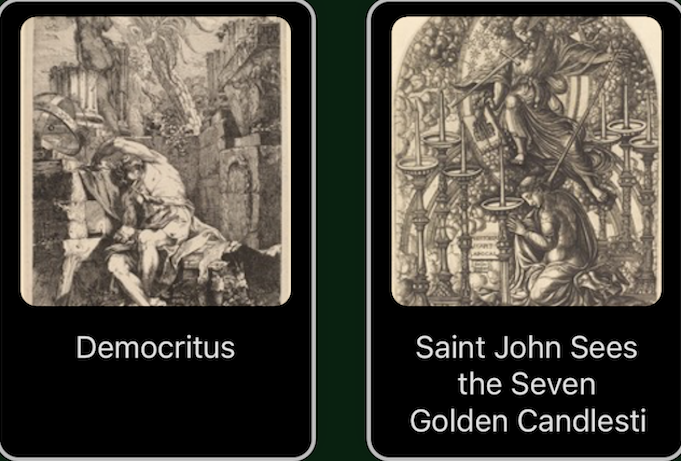 Democritus
Saint John Sees
the Seven
Golden Candlesti